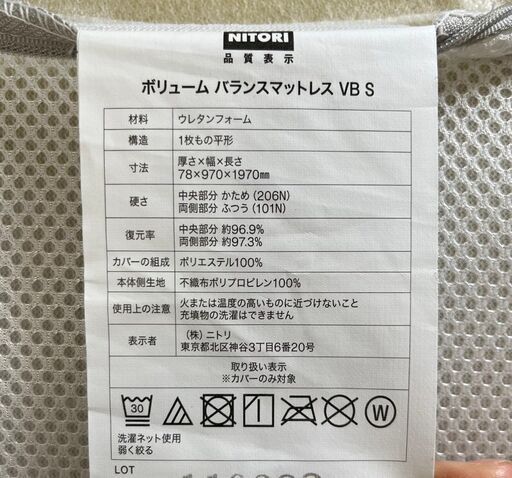 NITORI
品質表示
ボリューム バランスマットレス VB S
材料 ウレタンフォーム
構造 1枚もの平形
寸法 厚さ×幅×長さ
78×970×1970mm
硬さ 中央部分 かため(206N)
両側部分 ふつう(101N)
復元率 中央部分 約96.9%
両側部分 約97.3%
カバーの組成 ポリエステル100%
本体側生地 不織布ポリプロピレン100%
使用上の注意 火または温度の高いものに近づけないこと
充填物の洗濯はできません
表示者 (株)ニトリ
東京都北区神谷3丁目6番20号
取り扱い表示
※カバーのみ対象
30
W
洗濯ネット使用
弱く絞る
LOT